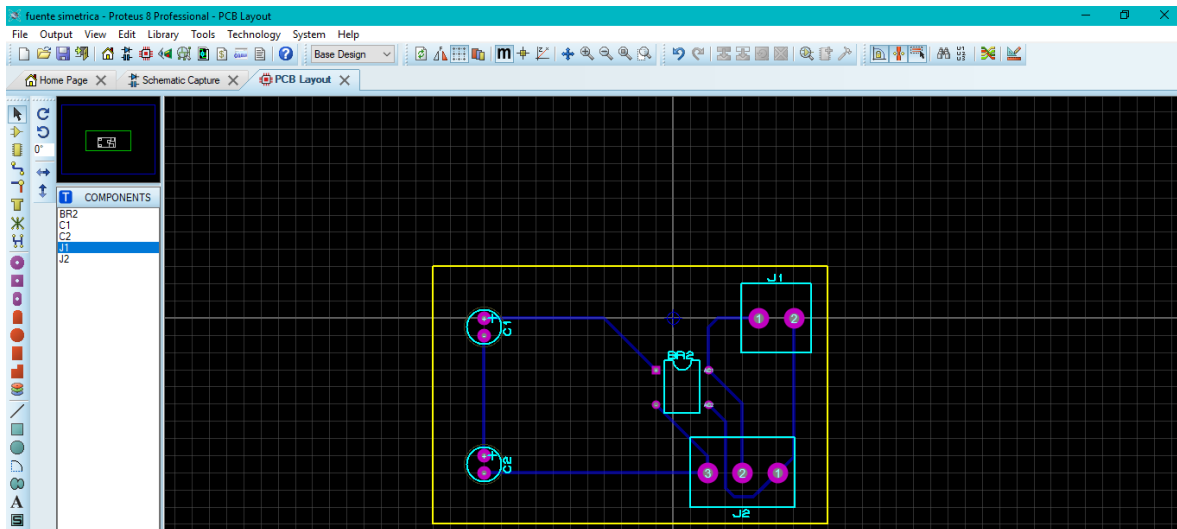 fuente simetrica - Proteus 8 Professional - PCB Layout
File Output View Edit Library Tools Technology System Help
Base Design
Home Page
Schematic Capture
PCB Layout
0°
T COMPONENTS
BR2
C1
C2
J1
J2
J1
1 2
+
C1
BR2
+
C2
3 2 1
J2
A
S